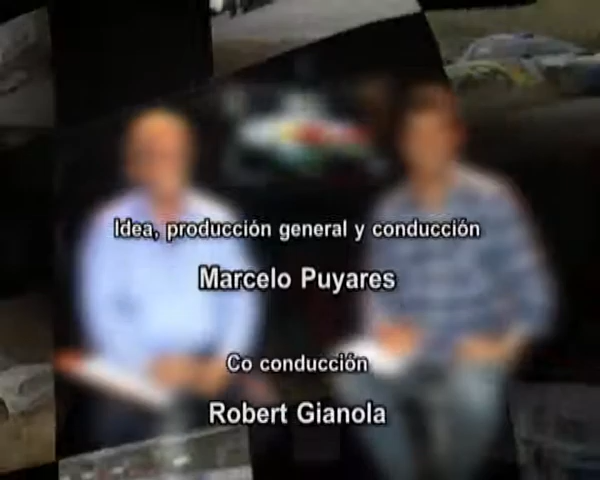 Idea, producción general y conducción
Marcelo Puyares
Co conducción
Robert Gianola